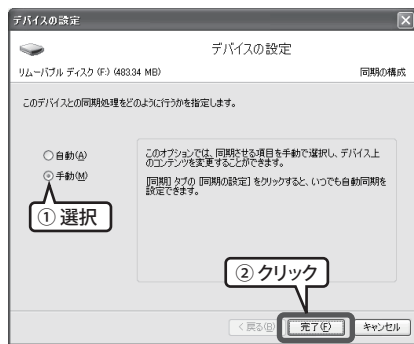 デバイスの設定
デバイスの設定
リムーバブル ディスク (F:) (483.34 MB)
同期の構成
このデバイスとの同期処理をどのように行うかを指定します。
自動(A)
手動(M)
このオプションでは、同期させる項目を手動で選択し、デバイス上
のコンテンツを変更することができます。
[同期] タブの [同期の設定] をクリックすると、いつでも自動同期を
設定できます。
① 選択
② クリック
< 戻る(B)
完了(F)
キャンセル